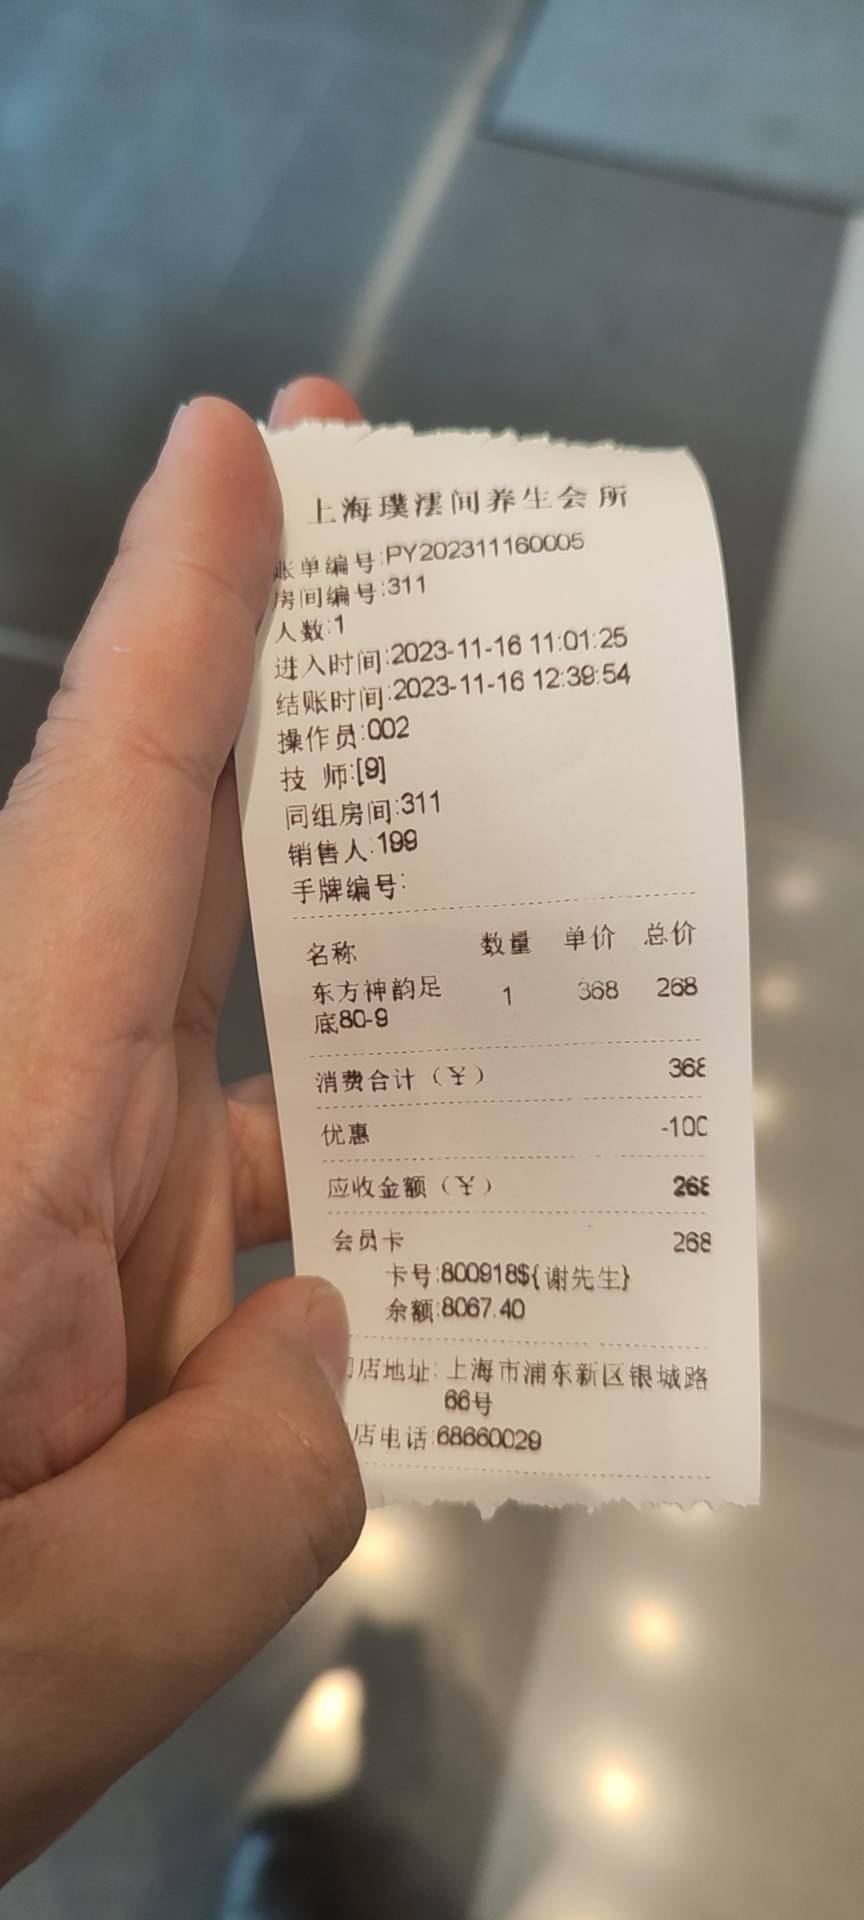 上海璞澐间养生会所
账单编号:PY202311160005
房间编号:311
人数:1
进入时间:2023-11-16 11:01:25
结账时间:2023-11-16 12:39:54
操作员:002
技 师:[9]
同组房间:311
销售人:199
手牌编号:
名称 数量 单价 总价
东方神韵足 1 368 268
底80-9
消费合计（¥） 368
优惠 -100
应收金额（¥） 268
会员卡 268
卡号:800918${谢先生}
余额:8067.40
店地址: 上海市浦东新区银城路
66号
店电话:68660029